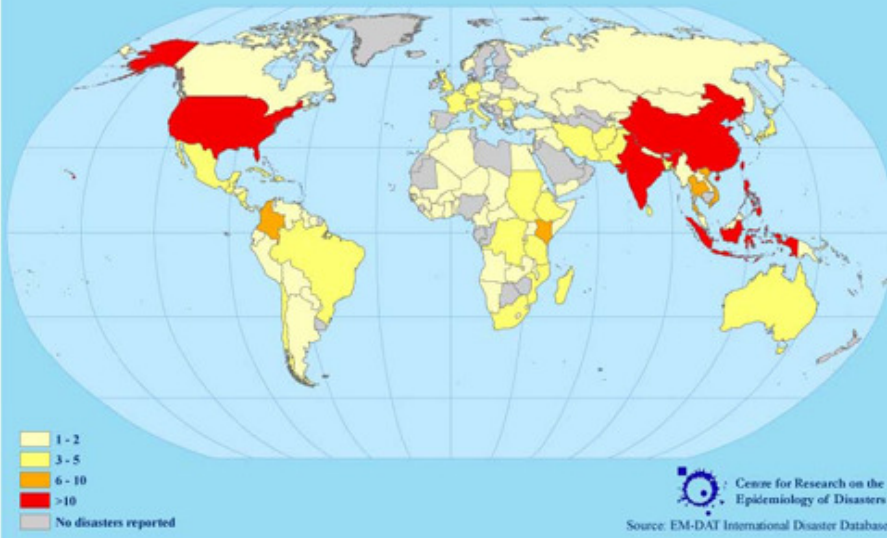 1 - 2
3 - 5
6 - 10
>10
No disasters reported
Centre for Research on the
Epidemiology of Disasters
Source: EM-DAT International Disaster Database